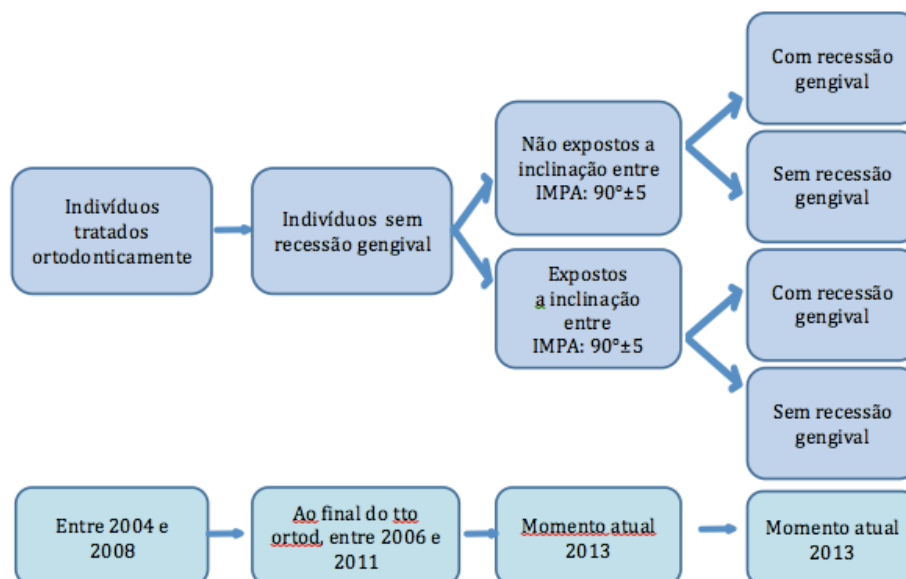 Indivíduos
tratados
ortodonticamente
Indivíduos sem
recessão gengival
Não expostos a
inclinação entre
IMPA: 90°±5
Expostos
a inclinação
entre
IMPA: 90°±5
Com recessão
gengival
Sem recessão
gengival
Com recessão
gengival
Sem recessão
gengival
Entre 2004 e
2008
Ao final do tto
ortod, entre 2006 e
2011
Momento atual
2013
Momento atual
2013